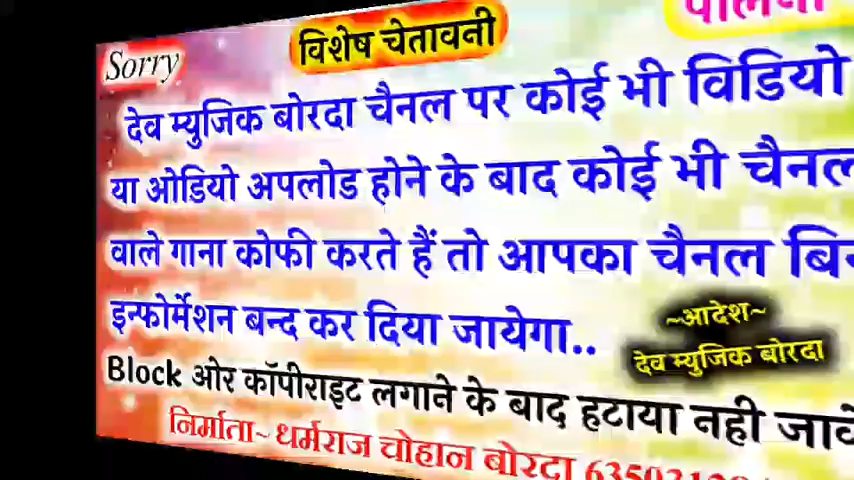 Sorry
विशेष चेतावनी
देव म्युजिक बोरदा चैनल पर कोई भी विडियो
या ओडियो अपलोड होने के बाद कोई भी चैनल
वाले गाना कोफी करते हैं तो आपका चैनल
इन्फोर्मेशन बन्द कर दिया जायेगा..
~आदेश~
देव म्युजिक बोरदा
Block ओर कॉपीराइट लगाने के बाद हटाया नही
निर्माता~ धर्मराज चोहान बोरदा